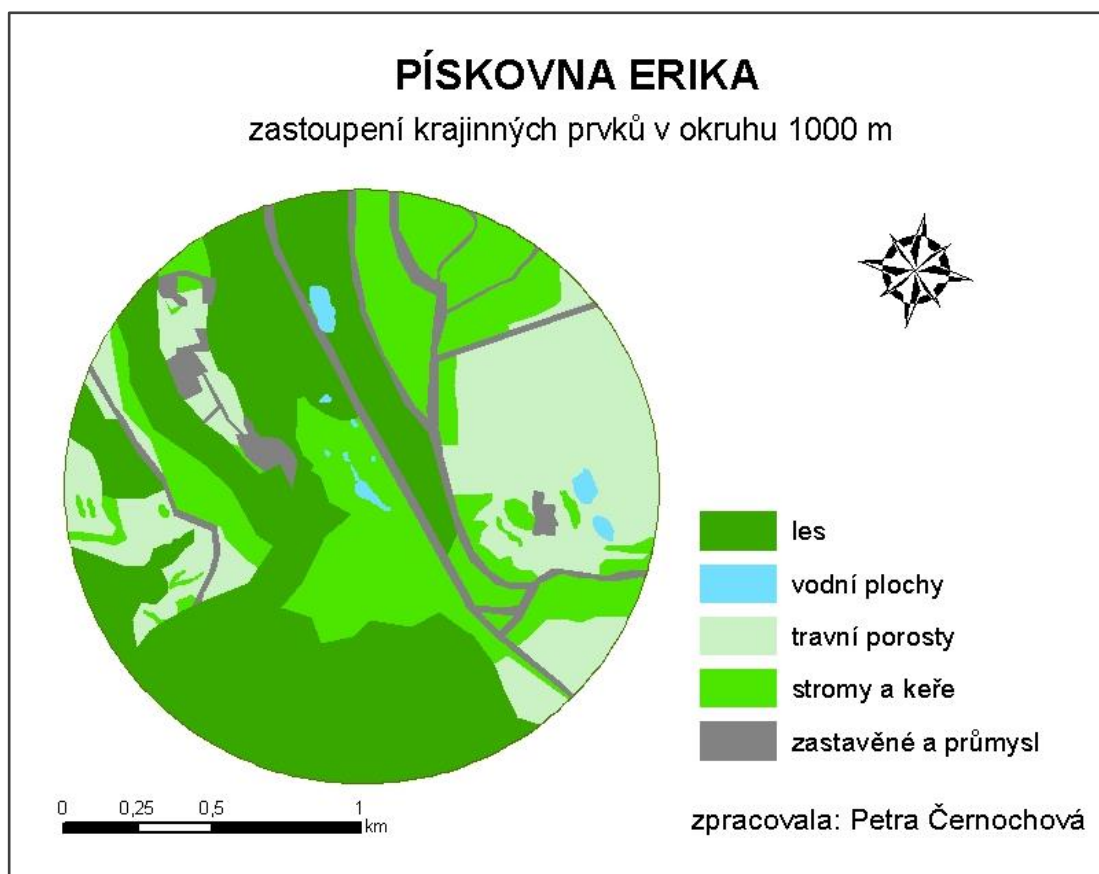 PÍSKOVNA ERIKA
zastoupení krajinných prvků v okruhu 1000 m
les
vodní plochy
travní porosty
stromy a keře
zastavěné a průmysl
0 0,25 0,5 1
km
zpracovala: Petra Černochová